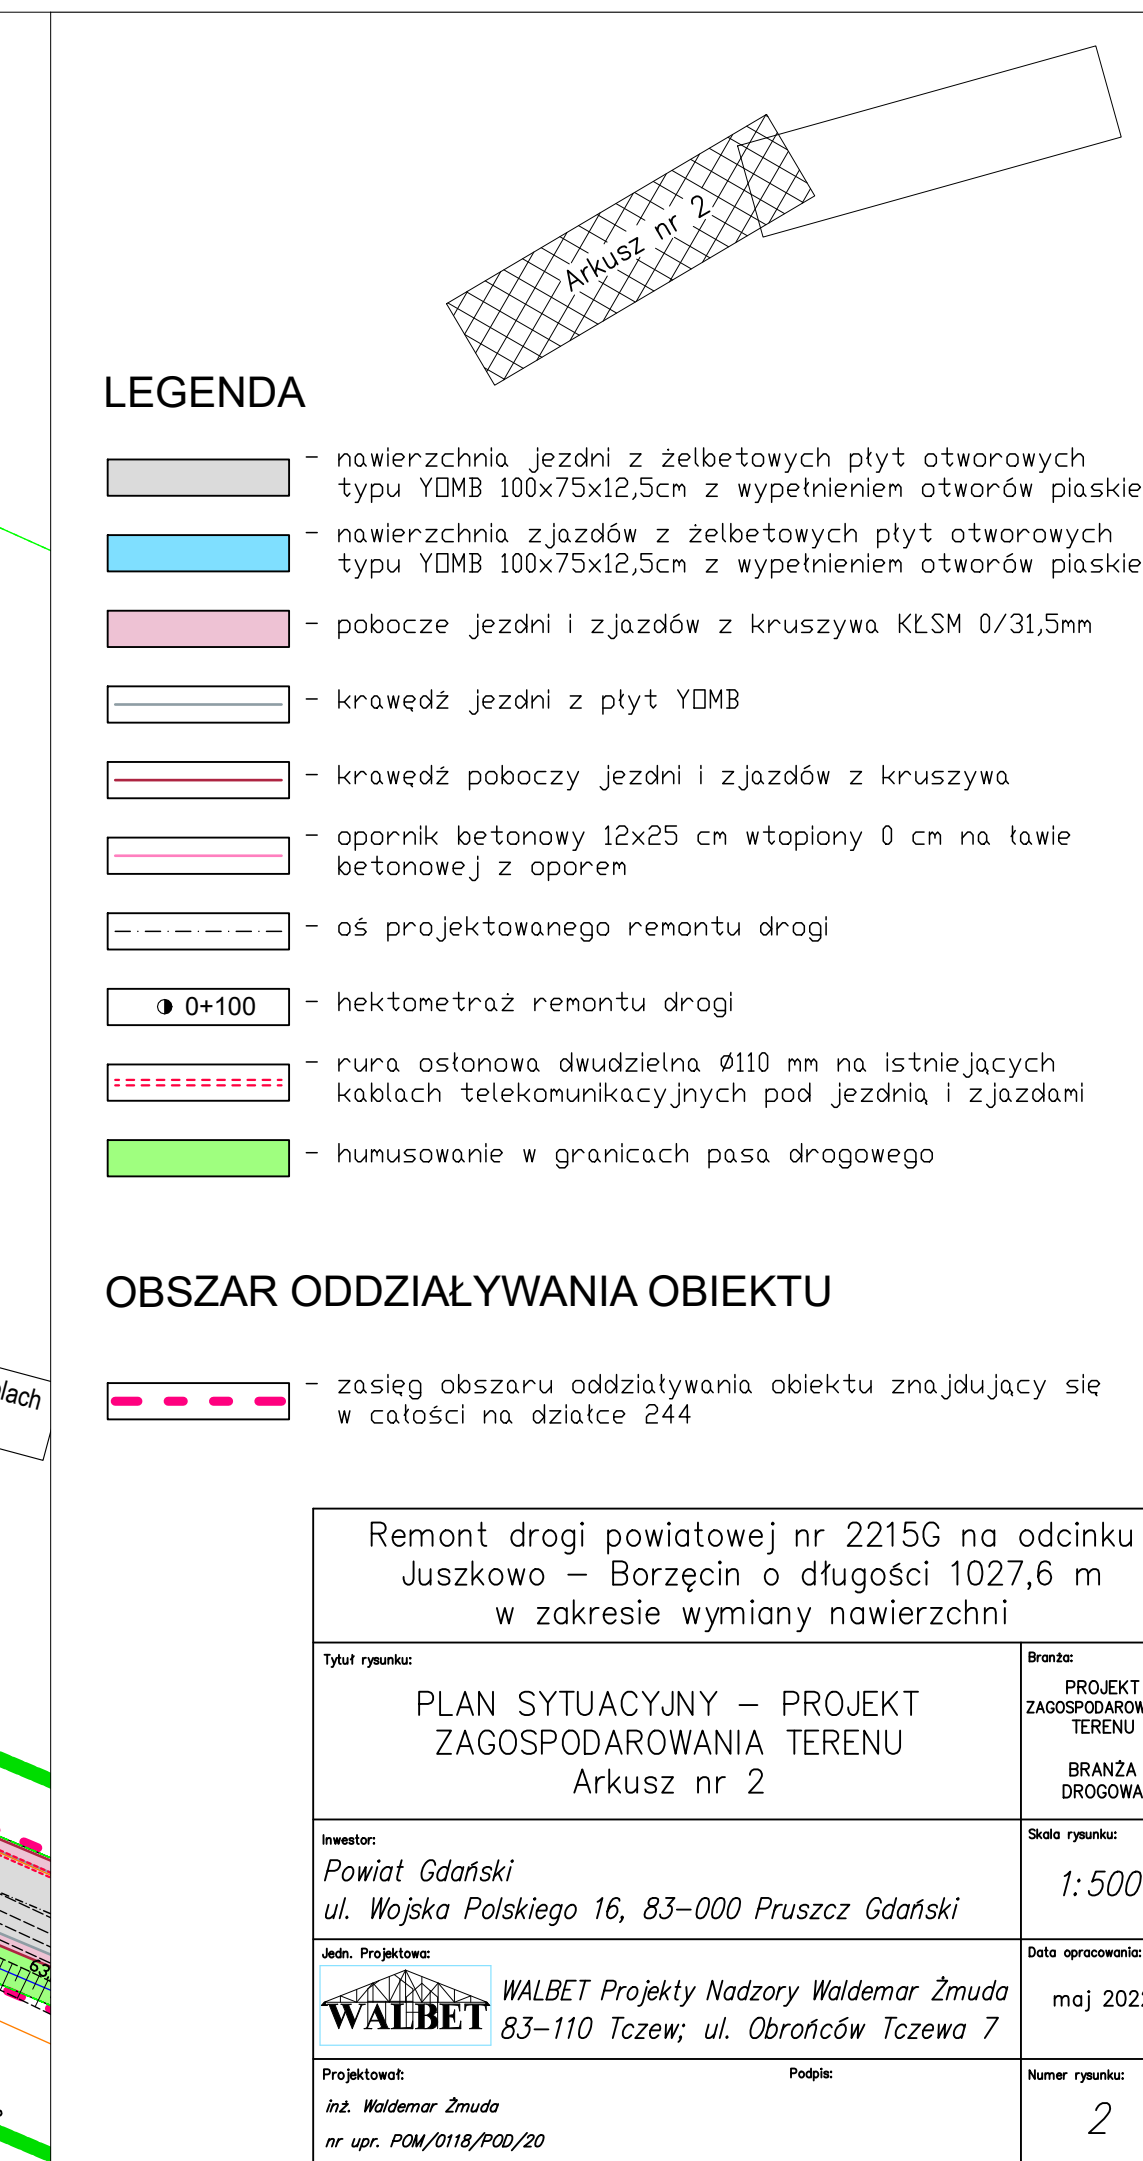 Arkusz nr 2
LEGENDA
- nawierzchnia jezdni z żelbetowych płyt otworowych
typu Y□MB 100x75x12,5cm z wypełnieniem otworów piaskie
- nawierzchnia zjazdów z żelbetowych płyt otworowych
typu Y□MB 100x75x12,5cm z wypełnieniem otworów piaskie
- pobocze jezdni i zjazdów z kruszywa KŁSM 0/31,5mm
- krawędź jezdni z płyt Y□MB
- krawędź poboczy jezdni i zjazdów z kruszywa
- opornik betonowy 12x25 cm wtopiony 0 cm na ławie
betonowej z oporem
- oś projektowanego remontu drogi
0+100 - hektometraż remontu drogi
- rura osłonowa dwudzielna Ø110 mm na istniejących
kablach telekomunikacyjnych pod jezdnią i zjazdami
- humusowanie w granicach pasa drogowego
OBSZAR ODDZIAŁYWANIA OBIEKTU
lach
- zasięg obszaru oddziaływania obiektu znajdujący się
w całości na działce 244
Remont drogi powiatowej nr 2215G na odcinku
Juszkowo – Borzęcin o długości 1027,6 m
w zakresie wymiany nawierzchni
Tytuł rysunku:
PLAN SYTUACYJNY – PROJEKT
ZAGOSPODAROWANIA TERENU
Arkusz nr 2
Branża:
PROJEKT
ZAGOSPODAROW
TERENU
BRANŻA
DROGOWA
Inwestor:
Powiat Gdański
ul. Wojska Polskiego 16, 83-000 Pruszcz Gdański
Skala rysunku:
1:500
Jedn. Projektowa:
WALBET
WALBET Projekty Nadzory Waldemar Żmuda
83-110 Tczew; ul. Obrońców Tczewa 7
Data opracowania:
maj 2022
63
Projektował:
Podpis:
inż. Waldemar Żmuda
nr upr. POM/0118/POD/20
Numer rysunku:
2